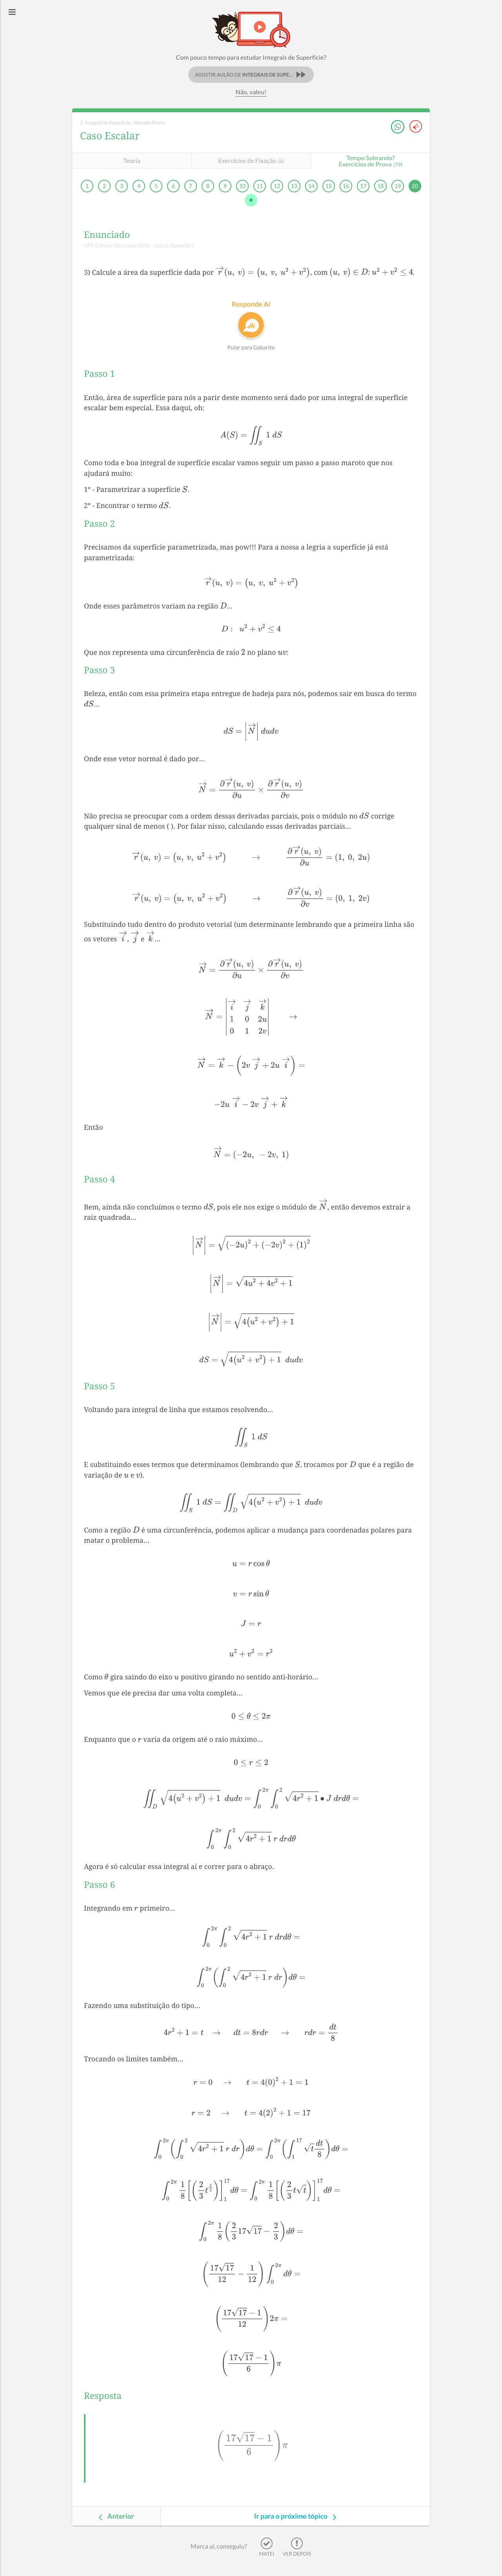 Com pouco tempo para estudar Integrais de Superfície?
ASSISTIR AULÃO DE INTEGRAIS DE SUPE...
Não, valeu!
Caso Escalar
Teoria
Exercícios de Fixação (6)
Tempo Sobrando?
Exercícios de Prova (79)
1 2 3 4 5 6 7 8 9 10 11 12 13 14 15 16 17 18 19 20
+
Enunciado
3) Calcule a área da superfície dada por $\vec{r}(u, v) = (u, v, u^2 + v^2)$, com $(u, v) \in D: u^2 + v^2 \leq 4$.
Responde Aí
Pular para Gabarito
Passo 1
Então, área de superfície para nós a parir deste momento será dado por uma integral de superfície
escalar bem especial. Essa daqui, oh:
$A(S) = \iint_S 1 \, dS$
Como toda e boa integral de superfície escalar vamos seguir um passo a passo maroto que nos
ajudará muito:
1° - Parametrizar a superfície $S$.
2° - Encontrar o termo $dS$.
Passo 2
Precisamos da superfície parametrizada, mas pow!!! Para a nossa a legria a superfície já está
parametrizada:
$\vec{r}(u, v) = (u, v, u^2 + v^2)$
Onde esses parâmetros variam na região $D$...
$D: u^2 + v^2 \leq 4$
Que nos representa uma circunferência de raio 2 no plano $uv$:
Passo 3
Beleza, então com essa primeira etapa entregue de badeja para nós, podemos sair em busca do termo
$dS$...
$dS = |\vec{N}| \, dudv$
Onde esse vetor normal é dado por...
$\vec{N} = \frac{\partial \vec{r}(u, v)}{\partial u} \times \frac{\partial \vec{r}(u, v)}{\partial v}$
Não precisa se preocupar com a ordem dessas derivadas parciais, pois o módulo no $dS$ corrige
qualquer sinal de menos ( ). Por falar nisso, calculando essas derivadas parciais...
$\vec{r}(u, v) = (u, v, u^2 + v^2) \rightarrow \frac{\partial \vec{r}(u, v)}{\partial u} = (1, 0, 2u)$
$\vec{r}(u, v) = (u, v, u^2 + v^2) \rightarrow \frac{\partial \vec{r}(u, v)}{\partial v} = (0, 1, 2v)$
Substituindo tudo dentro do produto vetorial (um determinante lembrando que a primeira linha são
os vetores $\vec{i}$, $\vec{j}$ e $\vec{k}$...
$\vec{N} = \frac{\partial \vec{r}(u, v)}{\partial u} \times \frac{\partial \vec{r}(u, v)}{\partial v}$
$\vec{N} = \begin{vmatrix} \vec{i} & \vec{j} & \vec{k} \\ 1 & 0 & 2u \\ 0 & 1 & 2v \end{vmatrix} \rightarrow$
$\vec{N} = \vec{k} - (2v \vec{j} + 2u \vec{i}) =$
$-2u \vec{i} - 2v \vec{j} + \vec{k}$
Então
$\vec{N} = (-2u, -2v, 1)$
Passo 4
Bem, ainda não concluímos o termo $dS$, pois ele nos exige o módulo de $\vec{N}$, então devemos extrair a
raiz quadrada...
$|\vec{N}| = \sqrt{(-2u)^2 + (-2v)^2 + (1)^2}$
$|\vec{N}| = \sqrt{4u^2 + 4v^2 + 1}$
$|\vec{N}| = \sqrt{4(u^2 + v^2) + 1}$
$dS = \sqrt{4(u^2 + v^2) + 1} \, dudv$
Passo 5
Voltando para integral de linha que estamos resolvendo...
$\iint_S 1 \, dS$
E substituindo esses termos que determinamos (lembrando que $S$, trocamos por $D$ que é a região de
variação de $u$ e $v$).
$\iint_S 1 \, dS = \iint_D \sqrt{4(u^2 + v^2) + 1} \, dudv$
Como a região $D$ é uma circunferência, podemos aplicar a mudança para coordenadas polares para
matar o problema...
$u = r \cos \theta$
$v = r \sin \theta$
$J = r$
$u^2 + v^2 = r^2$
Como $\theta$ gira saindo do eixo $u$ positivo girando no sentido anti-horário...
Vemos que ele precisa dar uma volta completa...
$0 \leq \theta \leq 2\pi$
Enquanto que o $r$ varia da origem até o raio máximo...
$0 \leq r \leq 2$
$\iint_D \sqrt{4(u^2 + v^2) + 1} \, dudv = \int_0^{2\pi} \int_0^2 \sqrt{4r^2 + 1} \bullet J \, drd\theta =$
$\int_0^{2\pi} \int_0^2 \sqrt{4r^2 + 1} \, r \, drd\theta$
Agora é só calcular essa integral aí e correr para o abraço.
Passo 6
Integrando em $r$ primeiro...
$\int_0^{2\pi} \int_0^2 \sqrt{4r^2 + 1} \, r \, drd\theta =$
$\int_0^{2\pi} \left( \int_0^2 \sqrt{4r^2 + 1} \, r \, dr \right) d\theta =$
Fazendo uma substituição do tipo...
$4r^2 + 1 = t \rightarrow dt = 8rdr \rightarrow rdr = \frac{dt}{8}$
Trocando os limites também...
$r = 0 \rightarrow t = 4(0)^2 + 1 = 1$
$r = 2 \rightarrow t = 4(2)^2 + 1 = 17$
$\int_0^{2\pi} \left( \int_0^2 \sqrt{4r^2 + 1} \, r \, dr \right) d\theta = \int_0^{2\pi} \left( \int_1^{17} \sqrt{t} \frac{dt}{8} \right) d\theta =$
$\int_0^{2\pi} \frac{1}{8} \left[ \left( \frac{2}{3} t^{\frac{3}{2}} \right) \right]_1^{17} d\theta = \int_0^{2\pi} \frac{1}{8} \left[ \left( \frac{2}{3} t \sqrt{t} \right) \right]_1^{17} d\theta =$
$\int_0^{2\pi} \frac{1}{8} \left( \frac{2}{3} 17\sqrt{17} - \frac{2}{3} \right) d\theta =$
$\left( \frac{17\sqrt{17}}{12} - \frac{1}{12} \right) \int_0^{2\pi} d\theta =$
$\left( \frac{17\sqrt{17} - 1}{12} \right) 2\pi =$
$\left( \frac{17\sqrt{17} - 1}{6} \right) \pi$
Resposta
$\left( \frac{17\sqrt{17} - 1}{6} \right) \pi$
Anterior
Ir para o próximo tópico
Marca aí, conseguiu?
MATEI
VER DEPOIS